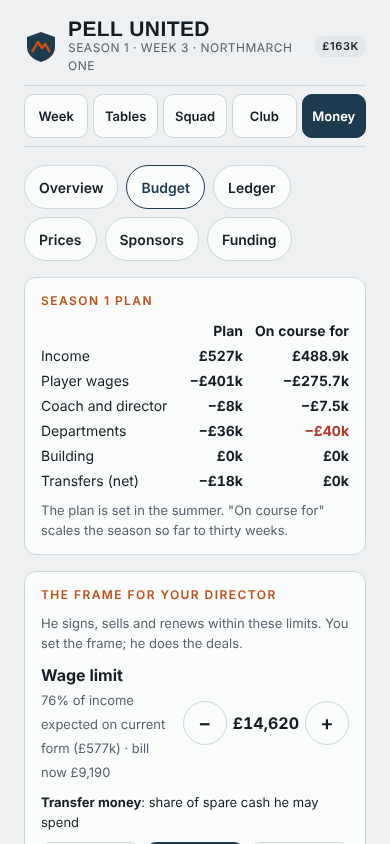 PELL UNITED
SEASON 1 · WEEK 3 · NORTHMARCH
ONE
£163K
Week Tables Squad Club Money
Overview Budget Ledger
Prices Sponsors Funding
SEASON 1 PLAN
Plan On course for
Income £527k £488.9k
Player wages −£401k −£275.7k
Coach and director −£8k −£7.5k
Departments −£36k −£40k
Building £0k £0k
Transfers (net) −£18k £0k
The plan is set in the summer. "On course for"
scales the season so far to thirty weeks.
THE FRAME FOR YOUR DIRECTOR
He signs, sells and renews within these limits. You
set the frame; he does the deals.
Wage limit
76% of income
expected on current
form (£577k) · bill
now £9,190
− £14,620 +
Transfer money: share of spare cash he may
spend